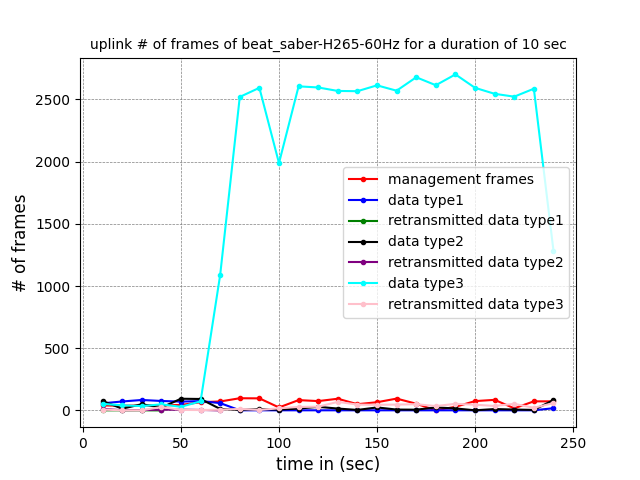 uplink # of frames of beat_saber-H265-60Hz for a duration of 10 sec
# of frames
2500
2000
1500
1000
500
0
management frames
data type1
retransmitted data type1
data type2
retransmitted data type2
data type3
retransmitted data type3
0 50 100 150 200 250
time in (sec)